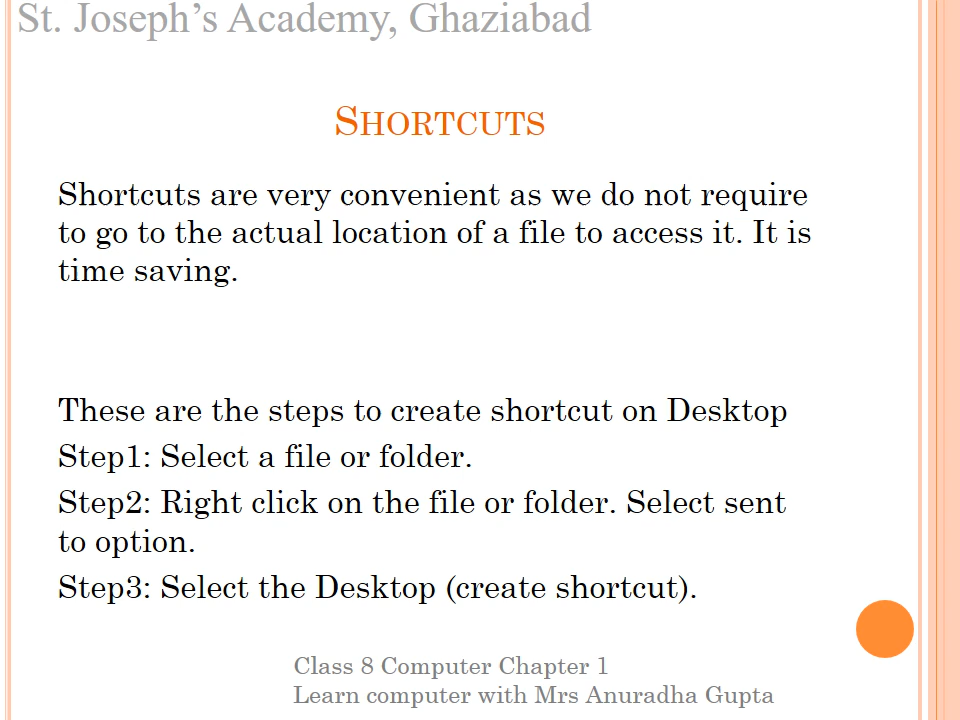 St. Joseph's Academy, Ghaziabad
SHORTCUTS
Shortcuts are very convenient as we do not require
to go to the actual location of a file to access it. It is
time saving.
These are the steps to create shortcut on Desktop
Step1: Select a file or folder.
Step2: Right click on the file or folder. Select sent
to option.
Step3: Select the Desktop (create shortcut).
Class 8 Computer Chapter 1
Learn computer with Mrs Anuradha Gupta